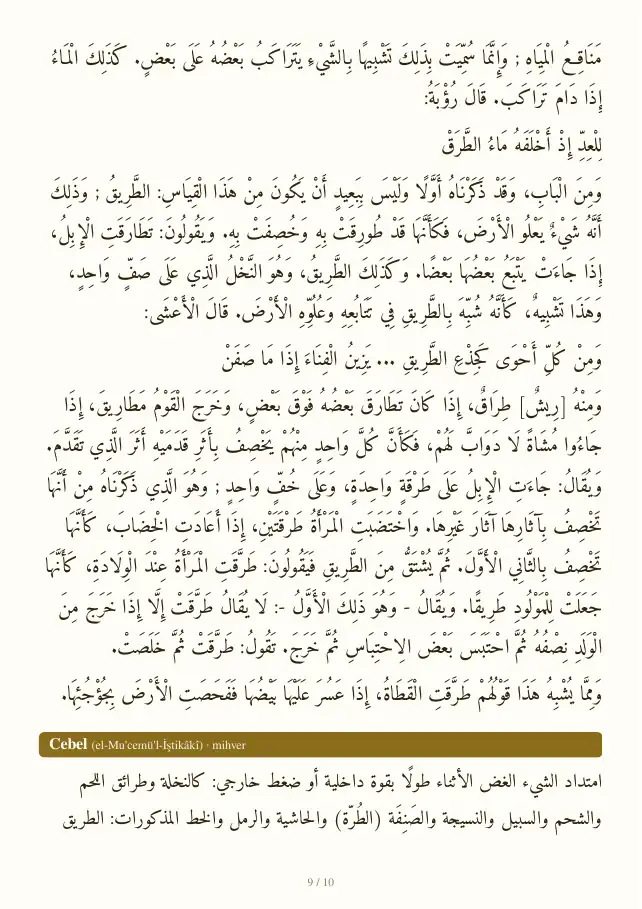 مَنَاقِعُ الْمِيَاهِ ; وَإِنَّمَا سُمِّيَتْ بِذَلِكَ تَشْبِيهًا بِالشَّيْءِ يَتَرَاكَبُ بَعْضُهُ عَلَى بَعْضٍ. كَذَلِكَ الْمَاءُ
إِذَا دَامَ تَرَاكَبَ. قَالَ رُؤْبَةُ:
لِلْعِدِّ إِذْ أَخْلَفَهُ مَاءُ الطَّرَقْ
وَمِنَ الْبَابِ، وَقَدْ ذَكَرْنَاهُ أَوَّلًا وَلَيْسَ بِبَعِيدٍ أَنْ يَكُونَ مِنْ هَذَا الْقِيَاسِ: الطَّرِيقُ ; وَذَلِكَ
أَنَّهُ شَيْءٌ يَعْلُو الْأَرْضَ، فَكَأَنَّهَا قَدْ طُورِقَتْ بِهِ وَخُصِفَتْ بِهِ. وَيَقُولُونَ: تَطَارَقَتِ الْإِبِلُ،
إِذَا جَاءَتْ يَتْبَعُ بَعْضُهَا بَعْضًا. وَكَذَلِكَ الطَّرِيقُ، وَهُوَ النَّخْلُ الَّذِي عَلَى صَفٍّ وَاحِدٍ،
وَهَذَا تَشْبِيهٌ، كَأَنَّهُ شُبِّهَ بِالطَّرِيقِ فِي تَتَابُعِهِ وَعُلُوِّهِ الْأَرْضَ. قَالَ الْأَعْشَى:
وَمِنْ كُلِّ أَحْوَى كَجِذْعِ الطَّرِيقِ ... يَزِينُ الْفِنَاءَ إِذَا مَا صَفَنْ
وَمِنْهُ [رِيشٌ] طِرَاقٌ، إِذَا كَانَ تَطَارَقَ بَعْضُهُ فَوْقَ بَعْضٍ، وَخَرَجَ الْقَوْمُ مَطَارِيقَ، إِذَا
جَاءُوا مُشَاةً لَا دَوَابَّ لَهُمْ، فَكَأَنَّ كُلَّ وَاحِدٍ مِنْهُمْ يَخْصِفُ بِأَثَرِ قَدَمَيْهِ أَثَرَ الَّذِي تَقَدَّمَ.
وَيُقَالُ: جَاءَتِ الْإِبِلُ عَلَى طَرْقَةٍ وَاحِدَةٍ، وَعَلَى خُفٍّ وَاحِدٍ ; وَهُوَ الَّذِي ذَكَرْنَاهُ مِنْ أَنَّهَا
تَخْصِفُ بِآثَارِهَا آثَارَ غَيْرِهَا. وَاخْتَضَبَتِ الْمَرْأَةُ طَرْقَتَيْنِ، إِذَا أَعَادَتِ الْخِضَابَ، كَأَنَّهَا
تَخْصِفُ بِالثَّانِي الْأَوَّلَ. ثُمَّ يُشْتَقُّ مِنَ الطَّرِيقِ فَيَقُولُونَ: طَرَّقَتِ الْمَرْأَةُ عِنْدَ الْوِلَادَةِ، كَأَنَّهَا
جَعَلَتْ لِلْمَوْلُودِ طَرِيقًا. وَيُقَالُ - وَهُوَ ذَلِكَ الْأَوَّلُ -: لَا يُقَالُ طَرَّقَتْ إِلَّا إِذَا خَرَجَ مِنَ
الْوَلَدِ نِصْفُهُ ثُمَّ احْتَبَسَ بَعْضَ الِاحْتِبَاسِ ثُمَّ خَرَجَ. تَقُولُ: طَرَّقَتْ ثُمَّ خَلَصَتْ.
وَمِمَّا يُشْبِهُ هَذَا قَوْلُهُمْ طَرَّقَتِ الْقَطَاةُ، إِذَا عَسُرَ عَلَيْهَا بَيْضُهَا فَفَحَصَتِ الْأَرْضَ بِجُؤْجُئِهَا.
Cebel (el-Mu'cemü'l-İştikâkî) · mihver
امتداد الشيء الغض الأثناء طولًا بقوة داخلية أو ضغط خارجي: كالنخلة وطرائق اللحم
والشحم والسبيل والنسيجة والصَنِفَة (الطُرّة) والحاشية والرمل والخط المذكورات: الطريق
9 / 10